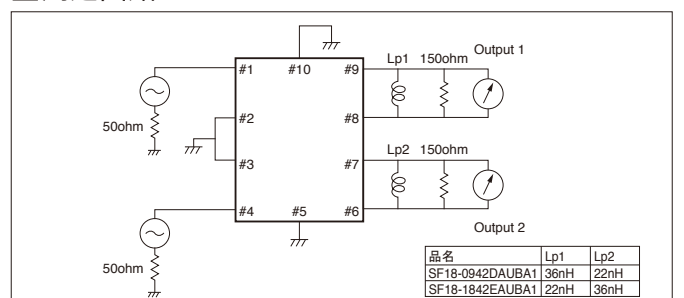 #1
#10
#9
Lp1
150ohm
Output 1
#2
#8
50ohm
#3
#7
Lp2
150ohm
#4
#5
#6
Output 2
50ohm
品名 Lp1 Lp2
SF18-0942DAUBA1 36nH 22nH
SF18-1842EAUBA1 22nH 36nH